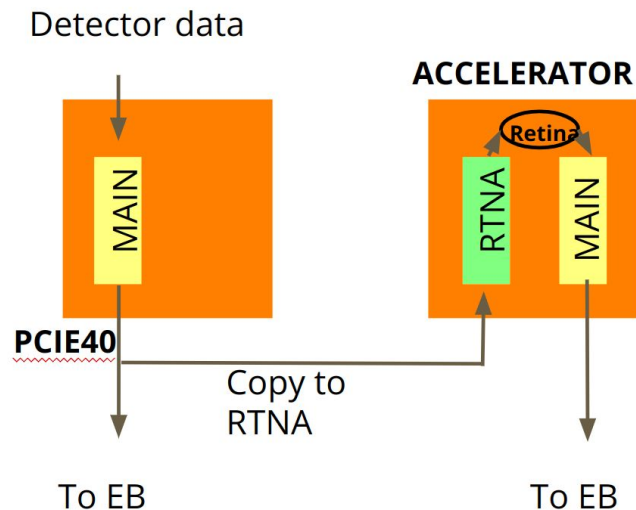 Detector data
ACCELERATOR
MAIN
RTNA
Retina
MAIN
PCIE40
Copy to
RTNA
To EB
To EB